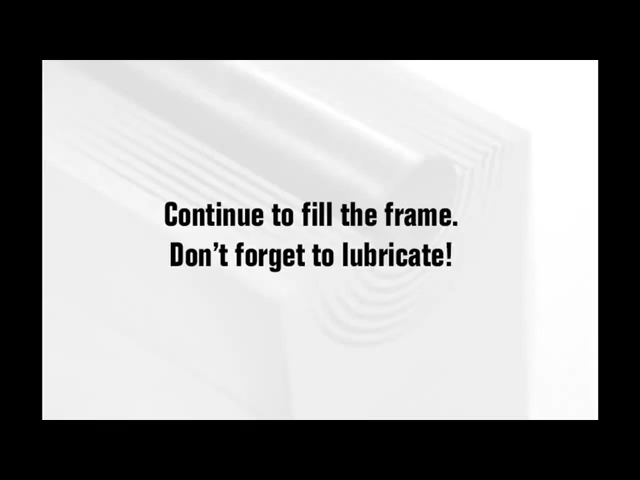 Continue to fill the frame.
Don't forget to lubricate!